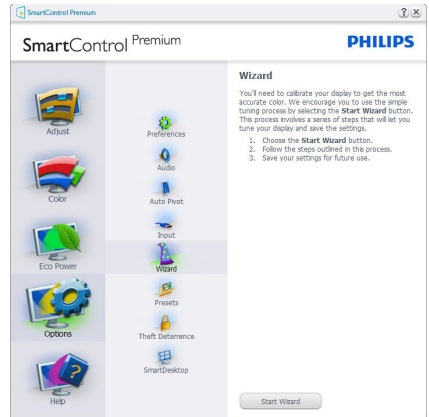 SmartControl Premium
SmartControl Premium
PHILIPS
Adjust
Color
Eco Power
Options
Help
Preferences
Audio
Auto Pivot
Input
Wizard
Presets
Theft Deterrence
SmartDesktop
Wizard
You'll need to calibrate your display to get the most
accurate color. We encourage you to use the simple
tuning process by selecting the Start Wizard button.
This process involves a series of steps that will let you
tune your display and save the settings.
1. Choose the Start Wizard button.
2. Follow the steps outlined in this process.
3. Save your settings for future use.
Start Wizard